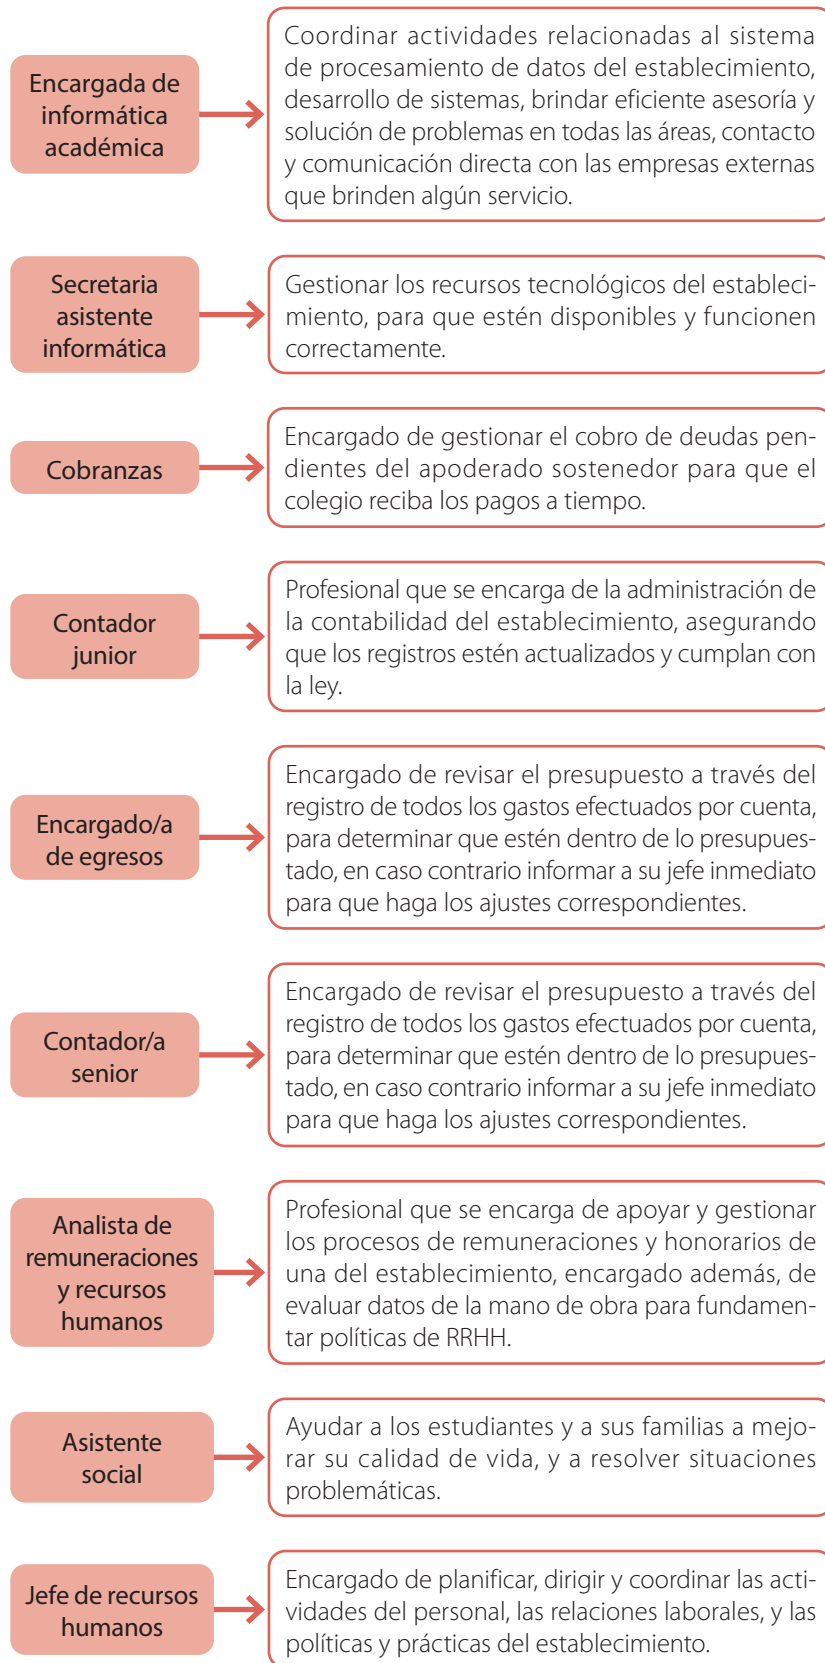 Encargada de
informática
académica
Coordinar actividades relacionadas al sistema
de procesamiento de datos del establecimiento,
desarrollo de sistemas, brindar eficiente asesoría y
solución de problemas en todas las áreas, contacto
y comunicación directa con las empresas externas
que brinden algún servicio.
Secretaria
asistente
informática
Gestionar los recursos tecnológicos del estableci-
miento, para que estén disponibles y funcionen
correctamente.
Cobranzas
Encargado de gestionar el cobro de deudas pen-
dientes del apoderado sostenedor para que el
colegio reciba los pagos a tiempo.
Contador
junior
Profesional que se encarga de la administración de
la contabilidad del establecimiento, asegurando
que los registros estén actualizados y cumplan con
la ley.
Encargado/a
de egresos
Encargado de revisar el presupuesto a través del
registro de todos los gastos efectuados por cuenta,
para determinar que estén dentro de lo presupues-
tado, en caso contrario informar a su jefe inmediato
para que haga los ajustes correspondientes.
Contador/a
senior
Encargado de revisar el presupuesto a través del
registro de todos los gastos efectuados por cuenta,
para determinar que estén dentro de lo presupues-
tado, en caso contrario informar a su jefe inmediato
para que haga los ajustes correspondientes.
Analista de
remuneraciones
y recursos
humanos
Profesional que se encarga de apoyar y gestionar
los procesos de remuneraciones y honorarios de
una del establecimiento, encargado además, de
evaluar datos de la mano de obra para fundamen-
tar políticas de RRHH.
Asistente
social
Ayudar a los estudiantes y a sus familias a mejo-
rar su calidad de vida, y a resolver situaciones
problemáticas.
Jefe de recursos
humanos
Encargado de planificar, dirigir y coordinar las acti-
vidades del personal, las relaciones laborales, y las
políticas y prácticas del establecimiento.